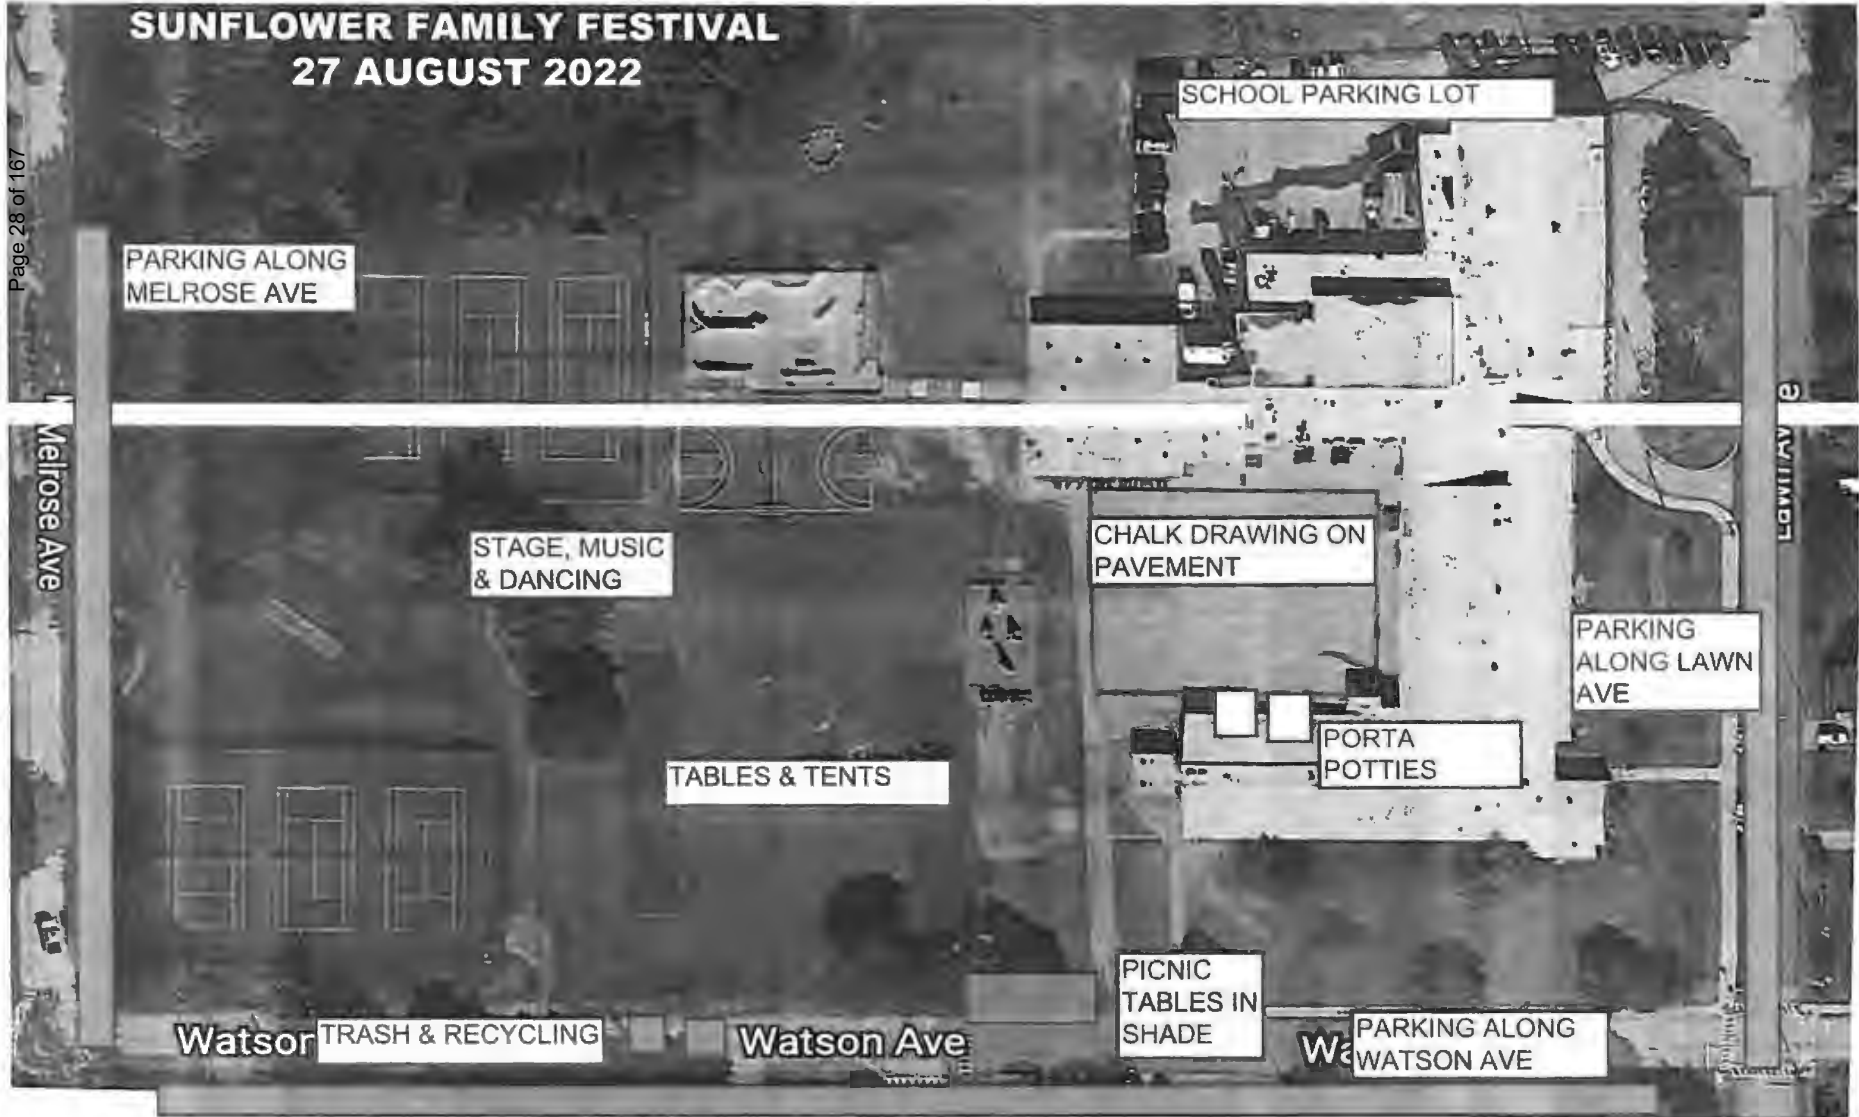 SUNFLOWER FAMILY FESTIVAL
27 AUGUST 2022
Page 28 of 167
SCHOOL PARKING LOT
PARKING ALONG
MELROSE AVE
Melrose Ave
Lawn Ave
STAGE, MUSIC
& DANCING
CHALK DRAWING ON
PAVEMENT
PARKING
ALONG LAWN
AVE
PORTA
POTTIES
TABLES & TENTS
PICNIC
TABLES IN
SHADE
Watson
TRASH & RECYCLING
Watson Ave
Wa
PARKING ALONG
WATSON AVE